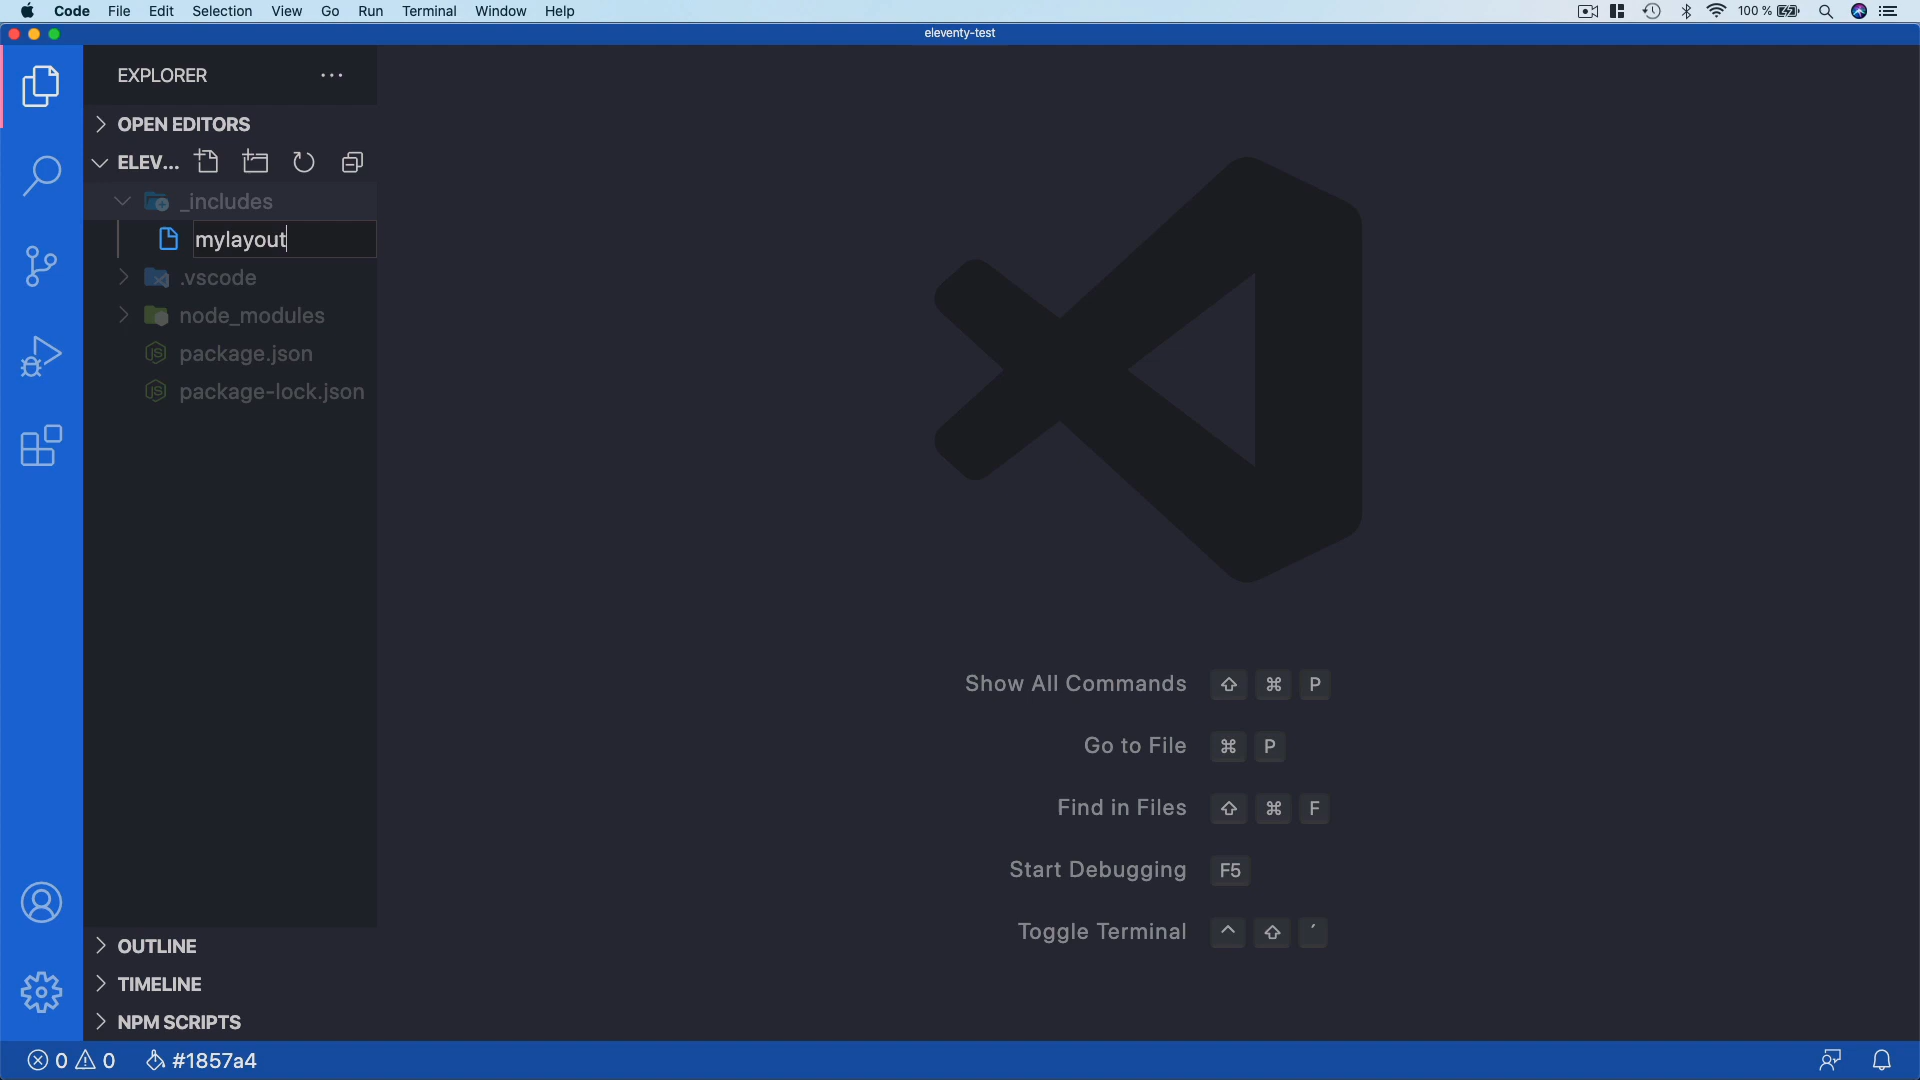 Code File Edit Selection View Go Run Terminal Window Help 100 %
eleventy-test
EXPLORER
OPEN EDITORS
ELEV...
_includes
mylayout
.vscode
node_modules
package.json
package-lock.json
Show All Commands ⇧ ⌘ P
Go to File ⌘ P
Find in Files ⇧ ⌘ F
Start Debugging F5
Toggle Terminal ^ ⇧ ´
OUTLINE
TIMELINE
NPM SCRIPTS
0 0 #1857a4